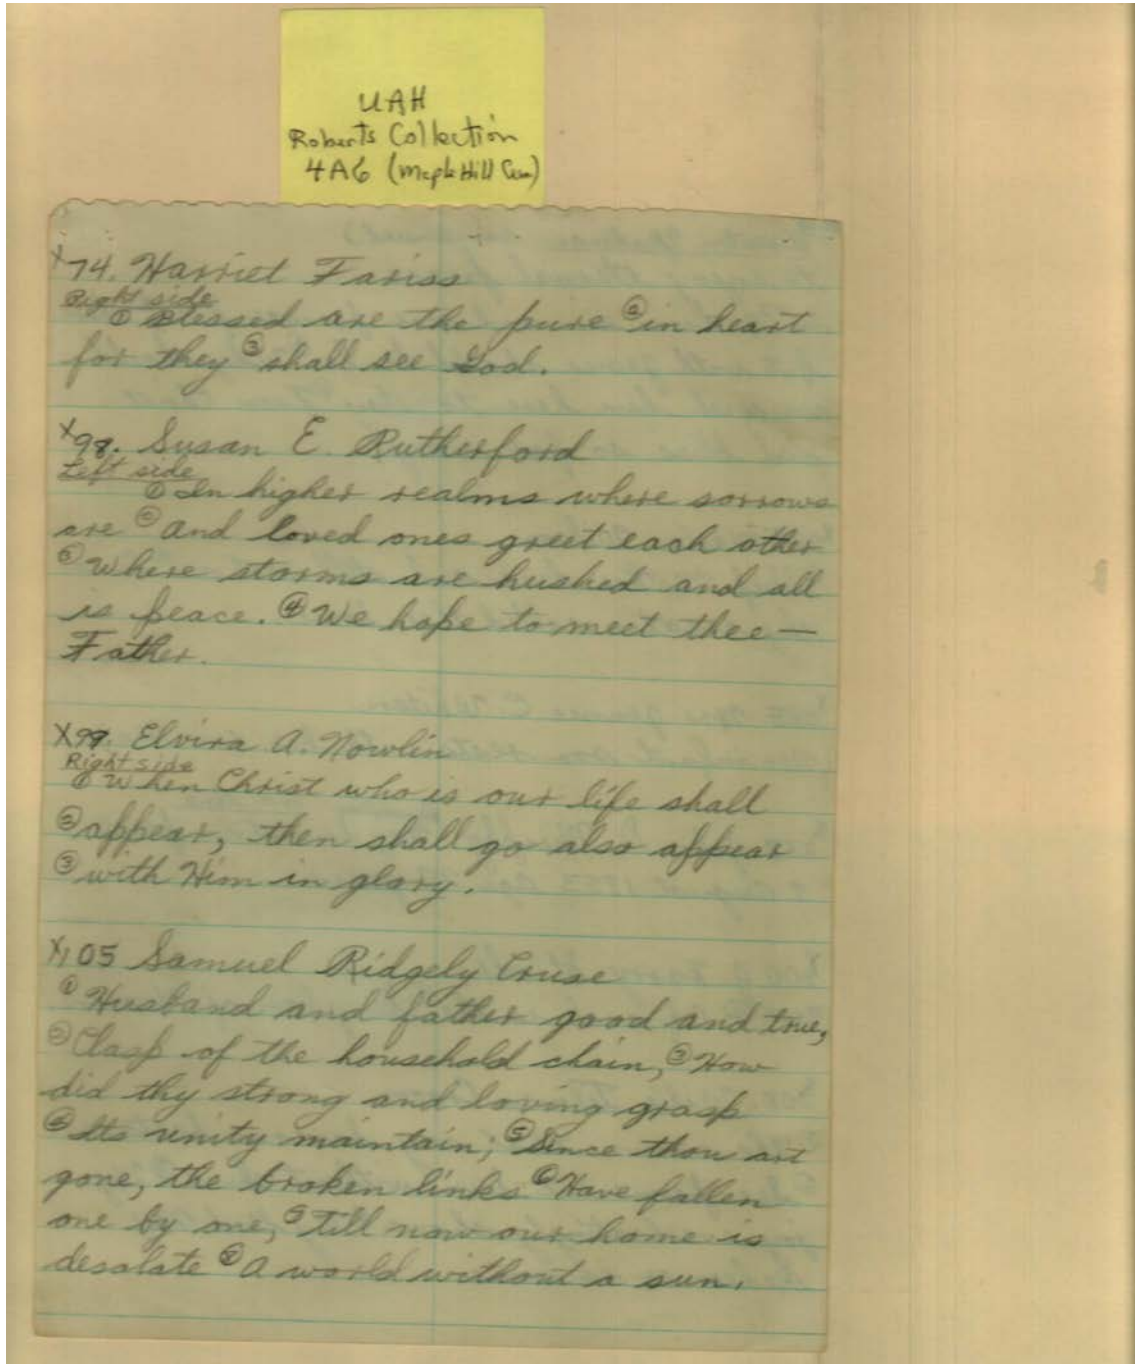 UAH
Roberts Collection
4A6 (Maple Hill Cem)
X74. Harriet Fariss
Right side
① Blessed are the pure ② in heart
for they ③ shall see God.
X98. Susan E. Rutherford
Left side
① In higher realms where sorrows
are ② and loved ones greet each other
③ Where storms are hushed and all
is peace. ④ We hope to meet thee —
Father.
X99. Elvira A. Nowlin
Right side
① When Christ who is our life shall
② appear, then shall go also appear
③ with Him in glory.
X105 Samuel Ridgely Cruse
① Husband and father good and true,
② Clasp of the household chain, ③ How
did thy strong and loving grasp
④ Its unity maintain; ⑤ Since thou art
gone, the broken links ⑥ Have fallen
one by one, ⑦ Till now our home is
desolate ⑧ A world without a sun.